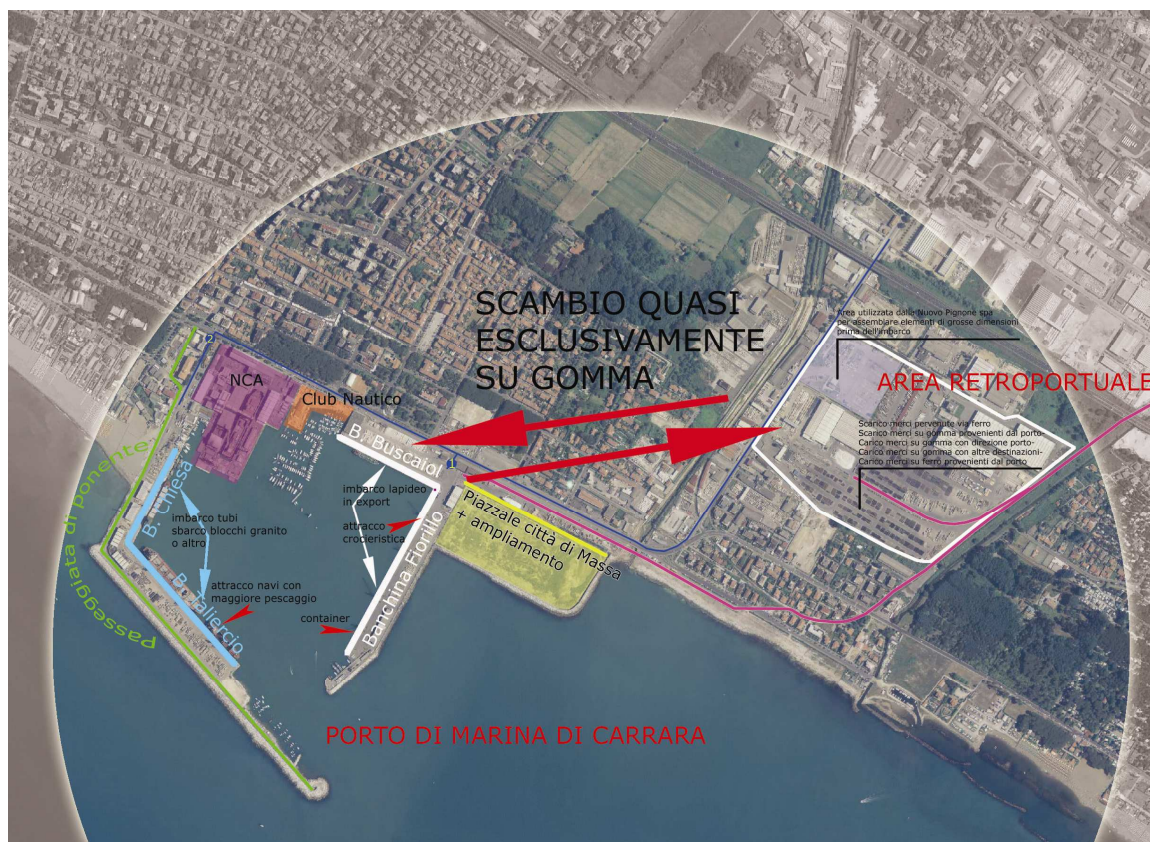 SCAMBIO QUASI
ESCLUSIVAMENTE
SU GOMMA
Area utilizzata dalla Nuovo Pignone spa
per assemblare elementi di grosse dimensioni
prima dell'imbarco
AREA RETROPORTUALE
Scarico merci pervenute via ferro
Scarico merci su gomma provenienti dal porto-
Carico merci su gomma con direzione porto-
Carico merci su gomma con altre destinazioni-
Carico merci su ferro provenienti dal porto
2
NCA
Club Nautico
B. Buscaiol
1
Passeggiata di ponente
B. Chiesa
imbarco tubi
sbarco blocchi granito
o altro
imbarco lapideo
in export
attracco
crocieristica
Banchina Fiorillo
Piazzale città di Massa
+ ampliamento
B. Taliercio
attracco navi con
maggiore pescaggio
container
PORTO DI MARINA DI CARRARA